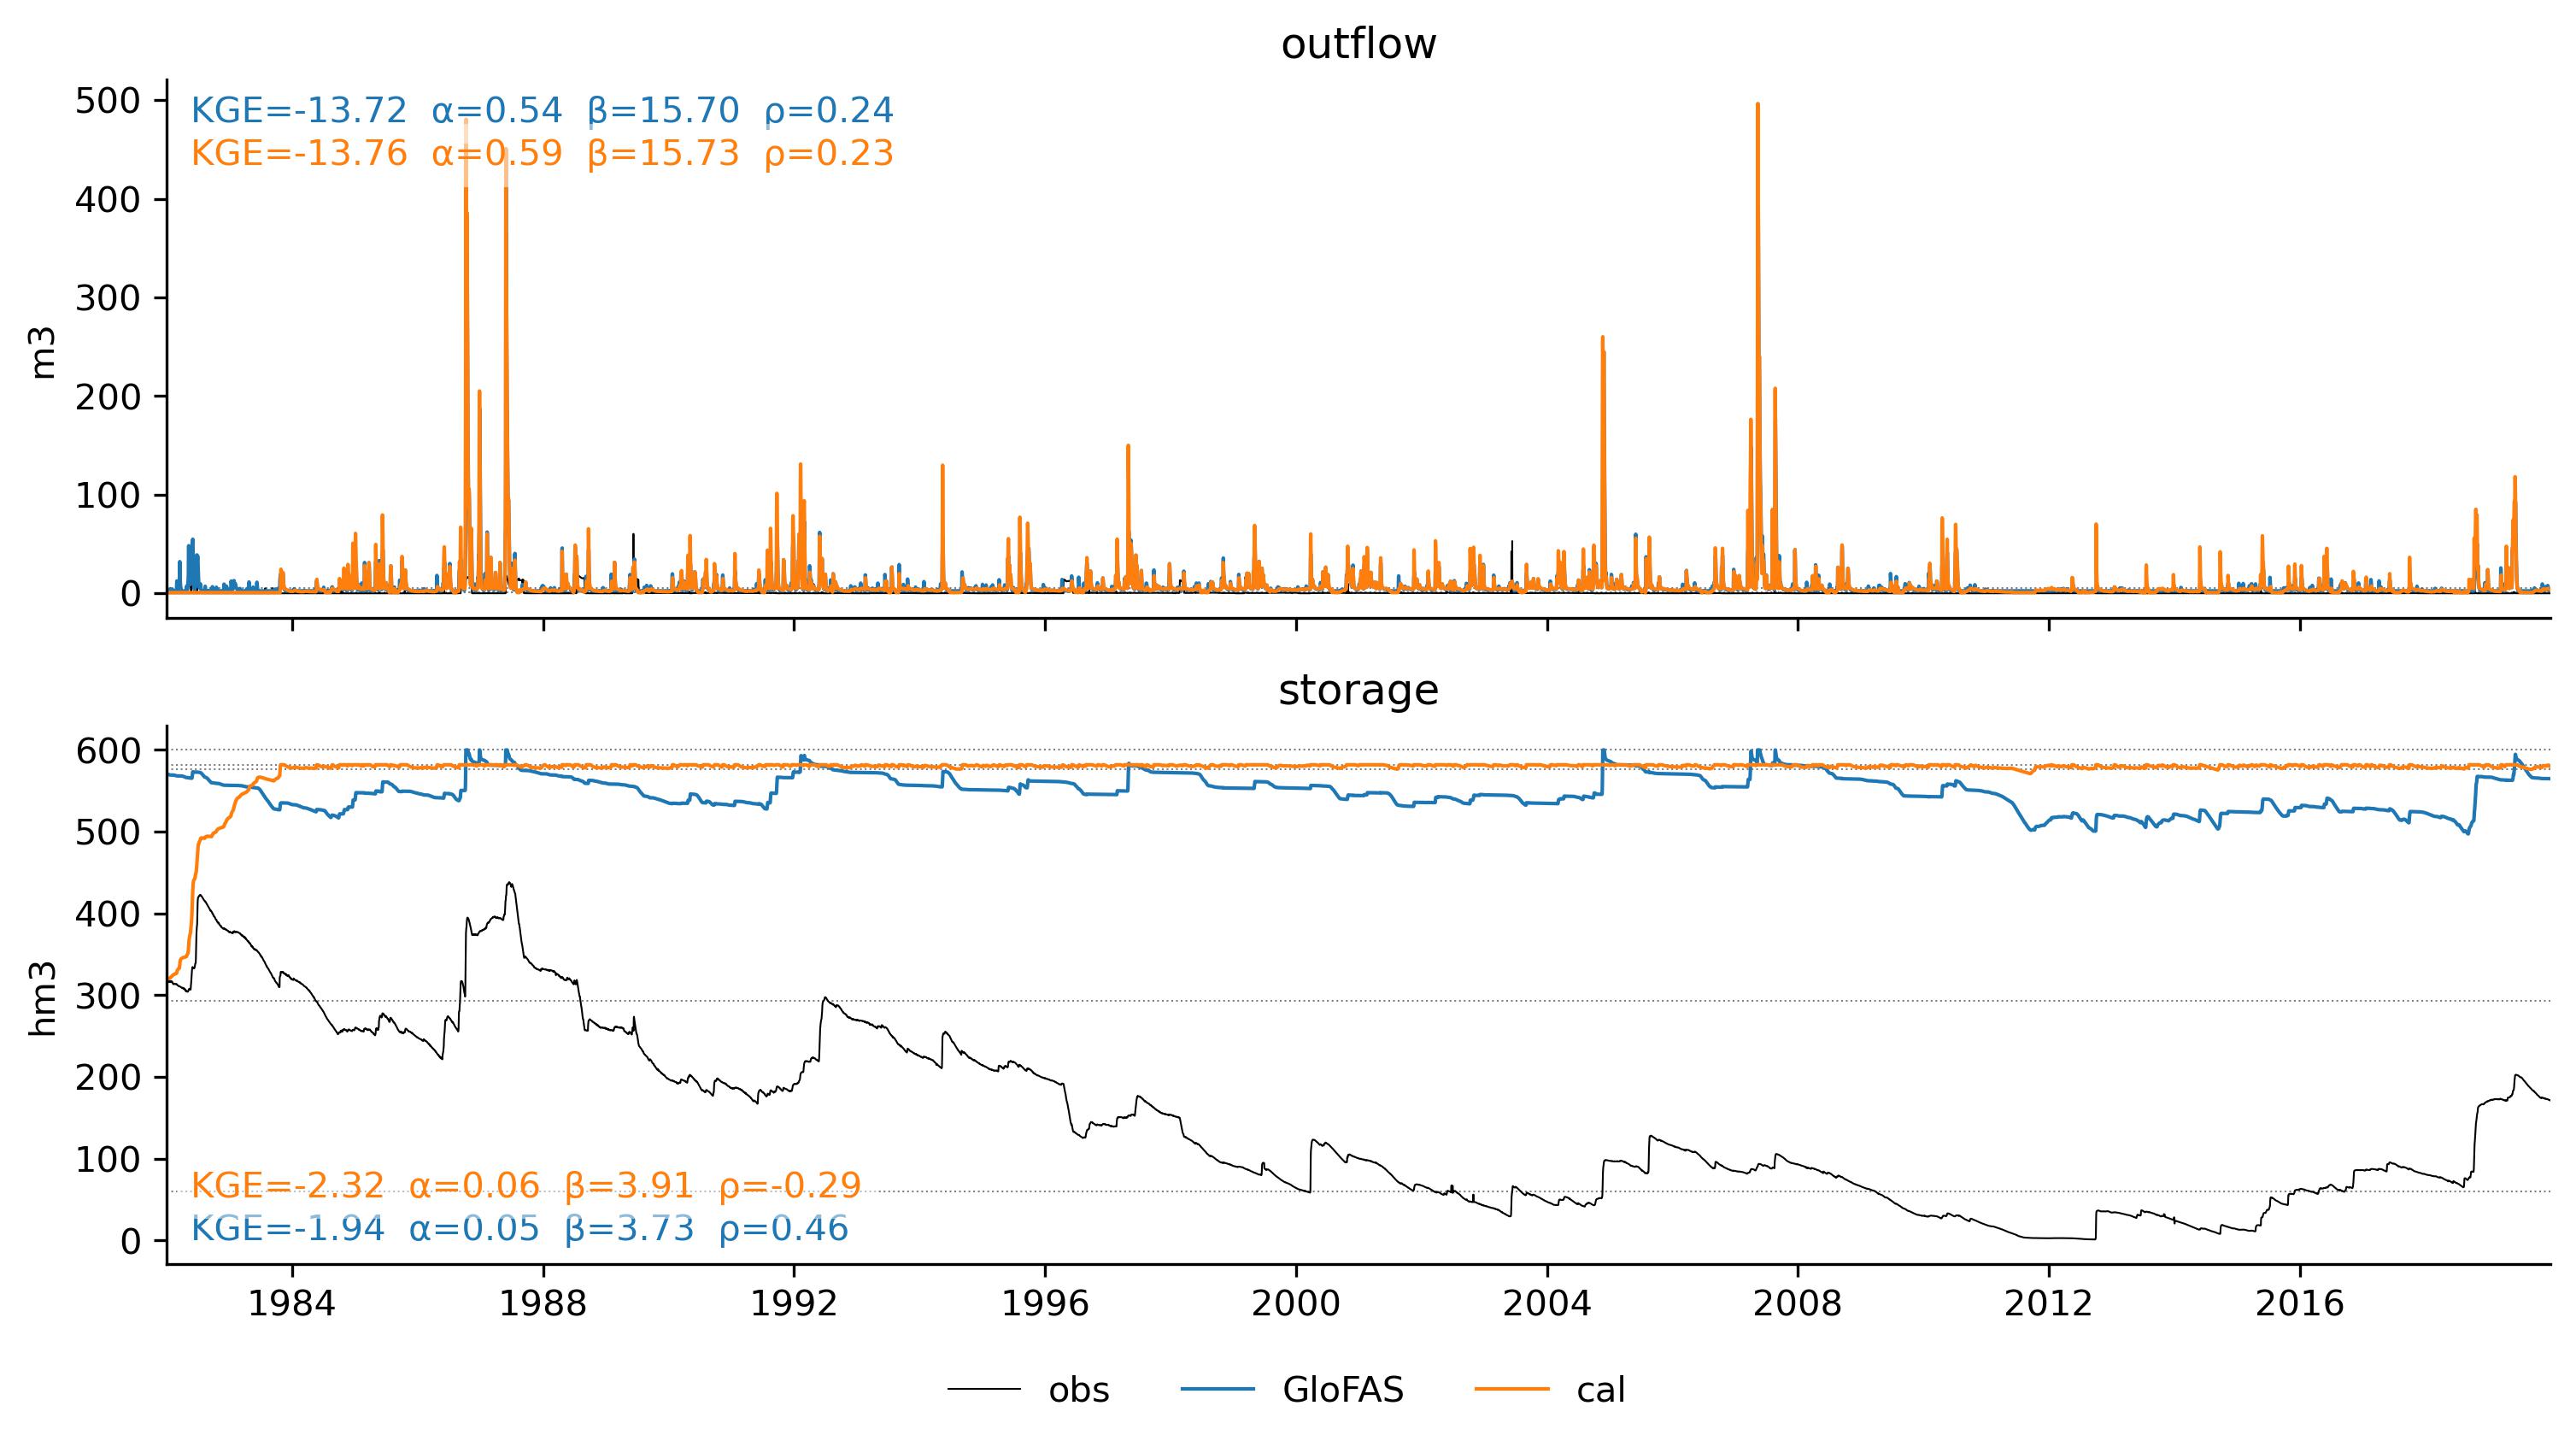 outflow
500
400
300
200
100
0
m3
KGE=-13.72 α=0.54 β=15.70 ρ=0.24
KGE=-13.76 α=0.59 β=15.73 ρ=0.23
storage
600
500
400
300
200
100
0
hm3
KGE=-2.32 α=0.06 β=3.91 ρ=-0.29
KGE=-1.94 α=0.05 β=3.73 ρ=0.46
1984 1988 1992 1996 2000 2004 2008 2012 2016
obs GloFAS cal